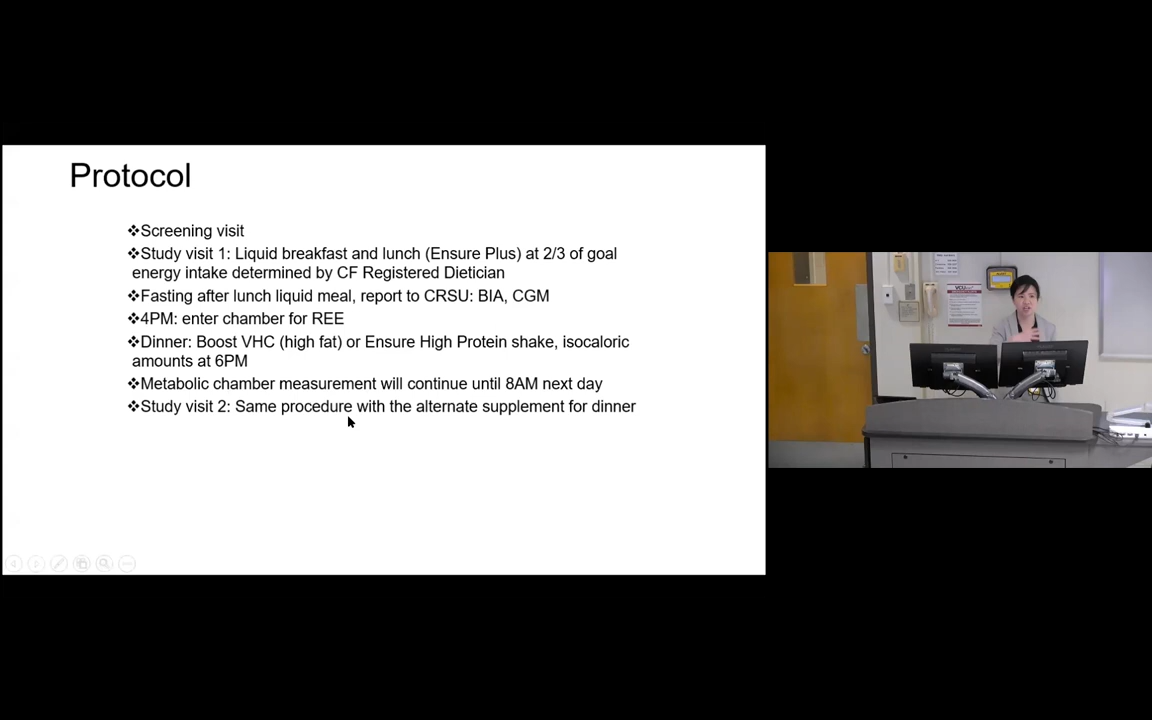 Protocol
❖Screening visit
❖Study visit 1: Liquid breakfast and lunch (Ensure Plus) at 2/3 of goal
energy intake determined by CF Registered Dietician
❖Fasting after lunch liquid meal, report to CRSU: BIA, CGM
❖4PM: enter chamber for REE
❖Dinner: Boost VHC (high fat) or Ensure High Protein shake, isocaloric
amounts at 6PM
❖Metabolic chamber measurement will continue until 8AM next day
❖Study visit 2: Same procedure with the alternate supplement for dinner
VCU